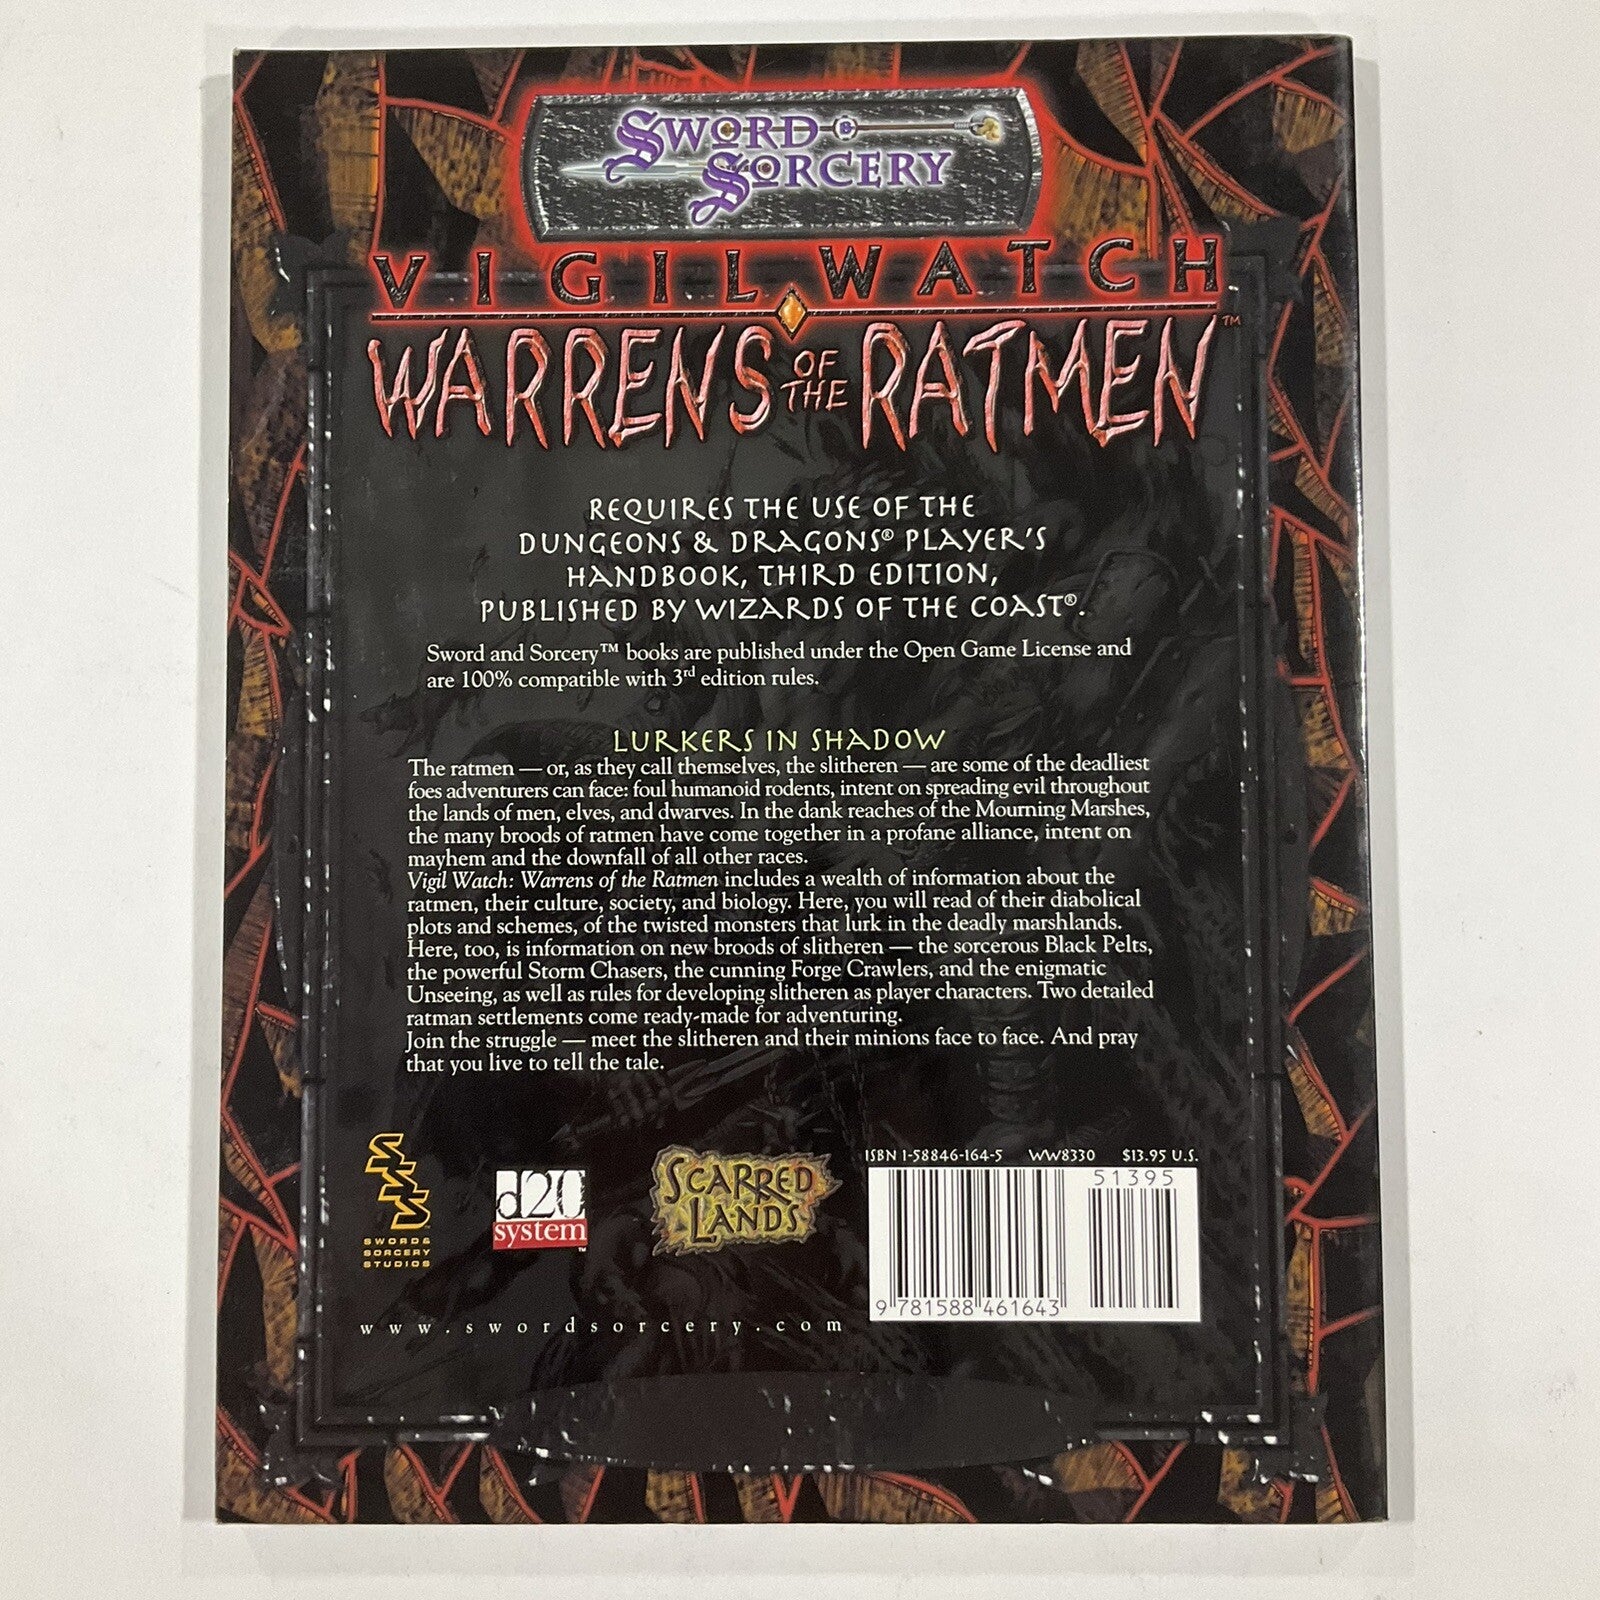 SWORD &
SORCERY
VIGIL WATCH
WARRENS OF THE RATMEN™
REQUIRES THE USE OF THE
DUNGEONS & DRAGONS® PLAYER'S
HANDBOOK, THIRD EDITION,
PUBLISHED BY WIZARDS OF THE COAST®.
Sword and Sorcery™ books are published under the Open Game License and
are 100% compatible with 3rd edition rules.
LURKERS IN SHADOW
The ratmen — or, as they call themselves, the slitheren — are some of the deadliest
foes adventurers can face: foul humanoid rodents, intent on spreading evil throughout
the lands of men, elves, and dwarves. In the dank reaches of the Mourning Marshes,
the many broods of ratmen have come together in a profane alliance, intent on
mayhem and the downfall of all other races.
Vigil Watch: Warrens of the Ratmen includes a wealth of information about the
ratmen, their culture, society, and biology. Here, you will read of their diabolical
plots and schemes, of the twisted monsters that lurk in the deadly marshlands.
Here, too, is information on new broods of slitheren — the sorcerous Black Pelts,
the powerful Storm Chasers, the cunning Forge Crawlers, and the enigmatic
Unseeing, as well as rules for developing slitheren as player characters. Two detailed
ratman settlements come ready-made for adventuring.
Join the struggle — meet the slitheren and their minions face to face. And pray
that you live to tell the tale.
SSS
SWORD &
SORCERY
STUDIOS
d20
system™
SCARRED
LANDS
ISBN 1-58846-164-5 WW8330 $13.95 U.S.
51395
9 781588 461643
www.swordsorcery.com